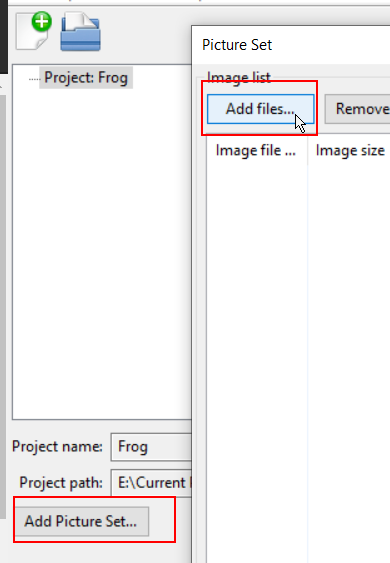 Picture Set
Image list
Project: Frog
Add files...
Remove
Image file ...
Image size
Project name:
Frog
Project path:
E:\Current
Add Picture Set...